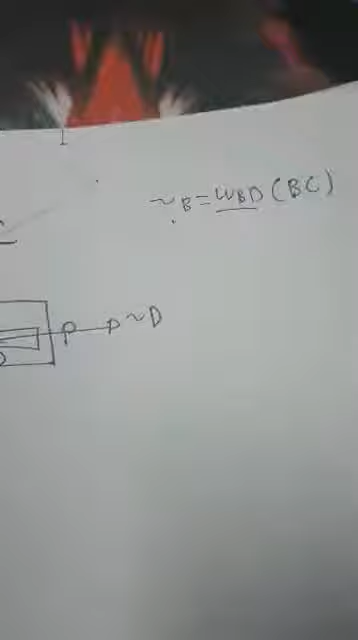 ~B = WBD (BC)
P D ~ D